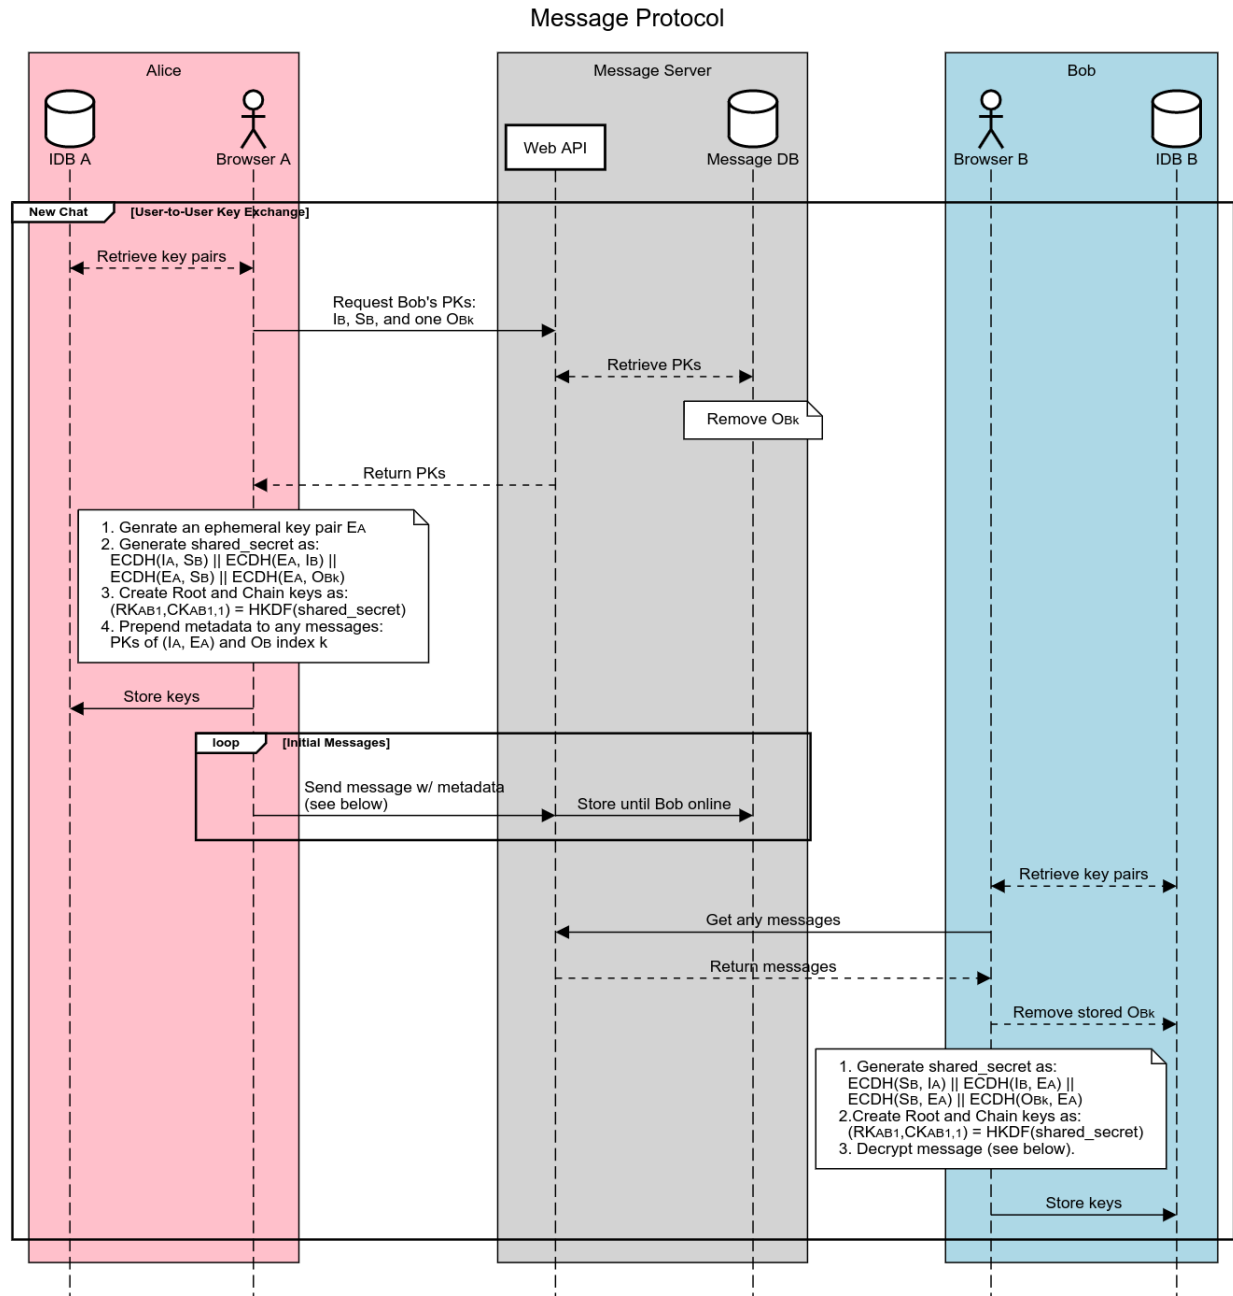 Message Protocol
Alice
Message Server
Bob
IDB A
Browser A
Web API
Message DB
Browser B
IDB B
New Chat
[User-to-User Key Exchange]
Retrieve key pairs
Request Bob's PKs:
IB, SB, and one OBk
Retrieve PKs
Remove OBk
Return PKs
1. Genrate an ephemeral key pair EA
2. Generate shared_secret as:
ECDH(IA, SB) || ECDH(EA, IB) ||
ECDH(EA, SB) || ECDH(EA, OBk)
3. Create Root and Chain keys as:
(RKAB1,CKAB1,1) = HKDF(shared_secret)
4. Prepend metadata to any messages:
PKs of (IA, EA) and OB index k
Store keys
loop
[Initial Messages]
Send message w/ metadata
(see below)
Store until Bob online
Retrieve key pairs
Get any messages
Return messages
Remove stored OBk
1. Generate shared_secret as:
ECDH(SB, IA) || ECDH(IB, EA) ||
ECDH(SB, EA) || ECDH(OBk, EA)
2.Create Root and Chain keys as:
(RKAB1,CKAB1,1) = HKDF(shared_secret)
3. Decrypt message (see below).
Store keys